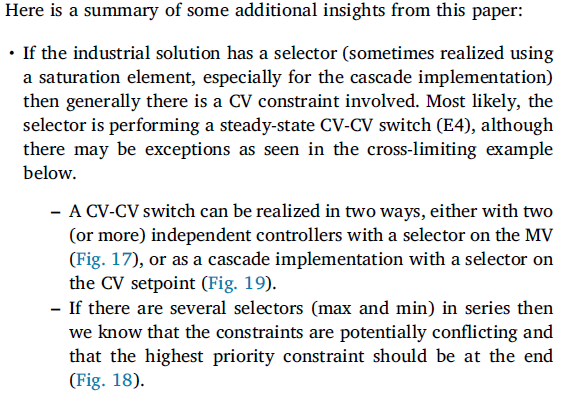 Here is a summary of some additional insights from this paper:
• If the industrial solution has a selector (sometimes realized using
a saturation element, especially for the cascade implementation)
then generally there is a CV constraint involved. Most likely, the
selector is performing a steady-state CV-CV switch (E4), although
there may be exceptions as seen in the cross-limiting example
below.
– A CV-CV switch can be realized in two ways, either with two
(or more) independent controllers with a selector on the MV
(Fig. 17), or as a cascade implementation with a selector on
the CV setpoint (Fig. 19).
– If there are several selectors (max and min) in series then
we know that the constraints are potentially conflicting and
that the highest priority constraint should be at the end
(Fig. 18).